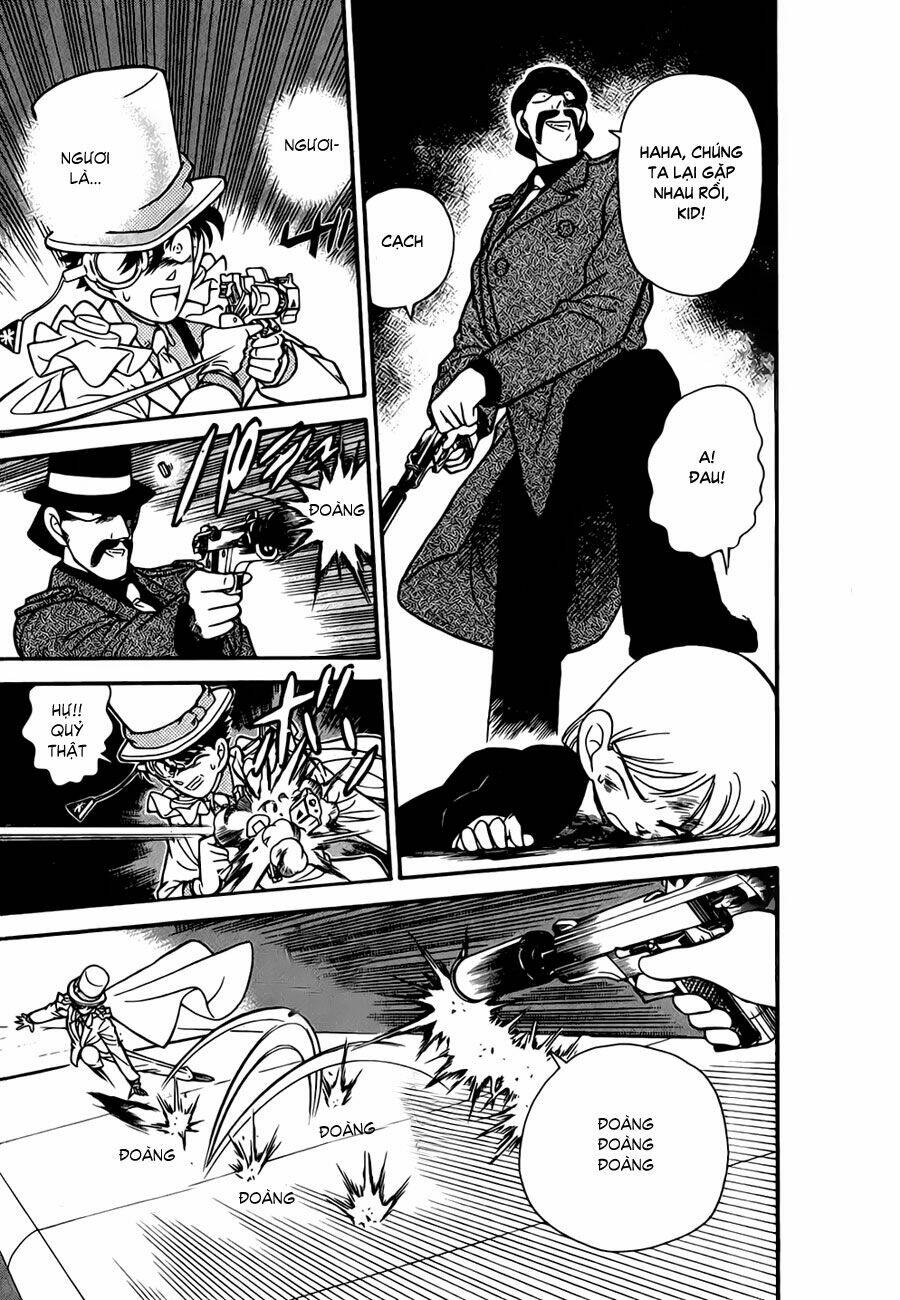 HAHA, CHÚNG
TA LẠI GẶP
NHAU RỒI,
KID!
CẠCH
A!
ĐAU!
NGƯƠI-
NGƯƠI
LÀ...
ĐOÀNG
HỰ!!
QUỶ
THẬT
ĐOÀNG
ĐOÀNG
ĐOÀNG
ĐOÀNG
ĐOÀNG
ĐOÀNG